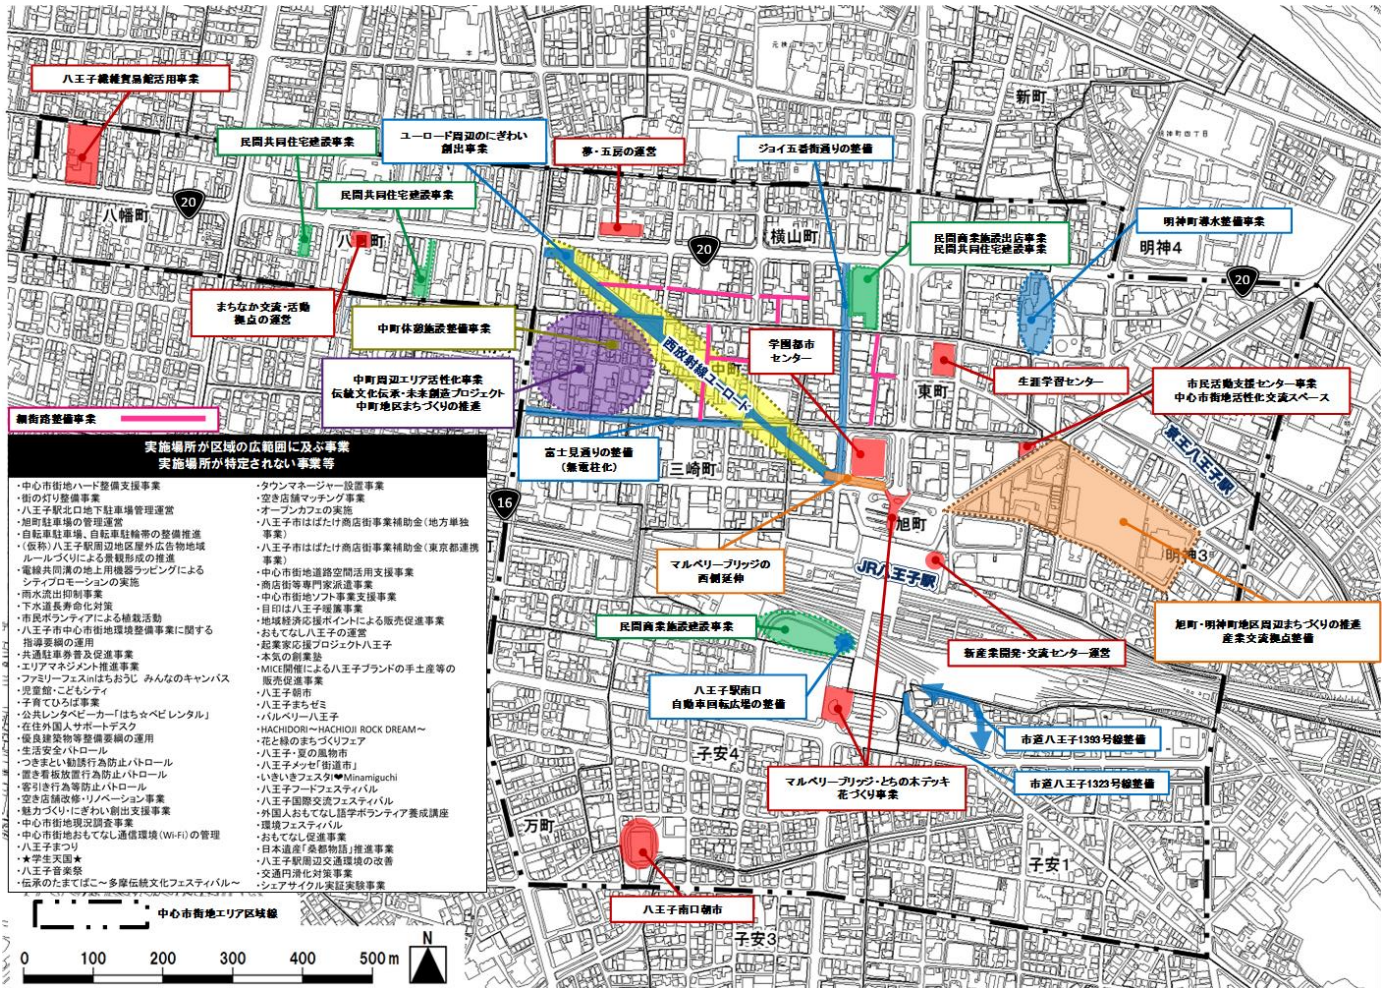 八王子繊維貿易館活用事業
民間共同住宅建設事業
ユーロード周辺のにぎわい
創出事業
夢・五房の運営
ジョイ五番街通りの整備
新町
明神町四丁目
民間共同住宅建設事業
20
八幡町
八日町
横山町
20
民間商業施設出店事業
民間共同住宅建設事業
明神町導水整備事業
明神4
20
まちなか交流・活動
拠点の運営
中町休憩施設整備事業
学園都市
センター
西放射線ユーロード
中町
東町
生涯学習センター
市民活動支援センター事業
中心市街地活性化交流スペース
中町周辺エリア活性化事業
伝統文化伝承・未来創造プロジェクト
中町地区まちづくりの推進
細街路整備事業
富士見通りの整備
（無電柱化）
三崎町
京王八王子駅
16
旭町
明神3
マルベリーブリッジの
西側延伸
JR八王子駅
旭町・明神町地区周辺まちづくりの推進
産業交流拠点整備
民間商業施設建設事業
新産業開発・交流センター運営
八王子駅南口
自動車回転広場の整備
市道八王子1393号線整備
市道八王子1323号線整備
子安4
マルベリーブリッジ・とちの木デッキ
花づくり事業
万町
子安1
八王子南口朝市
子安3
実施場所が区域の広範囲に及ぶ事業
実施場所が特定されない事業等
・中心市街地ハード整備支援事業
・街の灯り整備事業
・八王子駅北口地下駐車場管理運営
・旭町駐車場の管理運営
・自転車駐車場、自転車駐輪帯の整備推進
・（仮称）八王子駅周辺地区屋外広告物地域
ルールづくりによる景観形成の推進
・電線共同溝の地上用機器ラッピングによる
シティプロモーションの実施
・雨水流出抑制事業
・下水道長寿命化対策
・市民ボランティアによる植栽活動
・八王子市中心市街地環境整備事業に関する
指導要綱の運用
・共通駐車券普及促進事業
・エリアマネジメント推進事業
・ファミリーフェスinはちおうじ みんなのキャンパス
・児童館・こどもシティ
・子育てひろば事業
・公共レンタベビーカー「はち☆ベビレンタル」
・在住外国人サポートデスク
・優良建築物等整備要綱の運用
・生活安全パトロール
・つきまとい勧誘行為防止パトロール
・置き看板放置行為防止パトロール
・客引き行為等防止パトロール
・空き店舗改修・リノベーション事業
・魅力づくり・にぎわい創出支援事業
・中心市街地現況調査事業
・中心市街地おもてなし通信環境（Wi-Fi）の管理
・八王子まつり
・★学生天国★
・八王子音楽祭
・伝承のたまてばこ～多摩伝統文化フェスティバル～
・タウンマネージャー設置事業
・空き店舗マッチング事業
・オープンカフェの実施
・八王子市はばたけ商店街事業補助金（地方単独
事業）
・八王子市はばたけ商店街事業補助金（東京都連携
事業）
・中心市街地道路空間活用支援事業
・商店街等専門家派遣事業
・中心市街地ソフト事業支援事業
・目印は八王子暖簾事業
・地域経済応援ポイントによる販売促進事業
・おもてなし八王子の運営
・起業家応援プロジェクト八王子
・本気の創業塾
・MICE開催による八王子ブランドの手土産等の
販売促進事業
・八王子朝市
・八王子まちゼミ
・バルベリー八王子
・HACHIDORI～HACHIOJI ROCK DREAM～
・花と緑のまちづくりフェア
・八王子・夏の風物市
・八王子メッセ「街道市」
・いきいきフェスタ!♥Minamiguchi
・八王子フードフェスティバル
・八王子国際交流フェスティバル
・外国人おもてなし語学ボランティア養成講座
・環境フェスティバル
・おもてなし促進事業
・日本遺産「桑都物語」推進事業
・八王子駅周辺交通環境の改善
・交通円滑化対策事業
・シェアサイクル実証実験事業
中心市街地エリア区域線
0 100 200 300 400 500 m
N